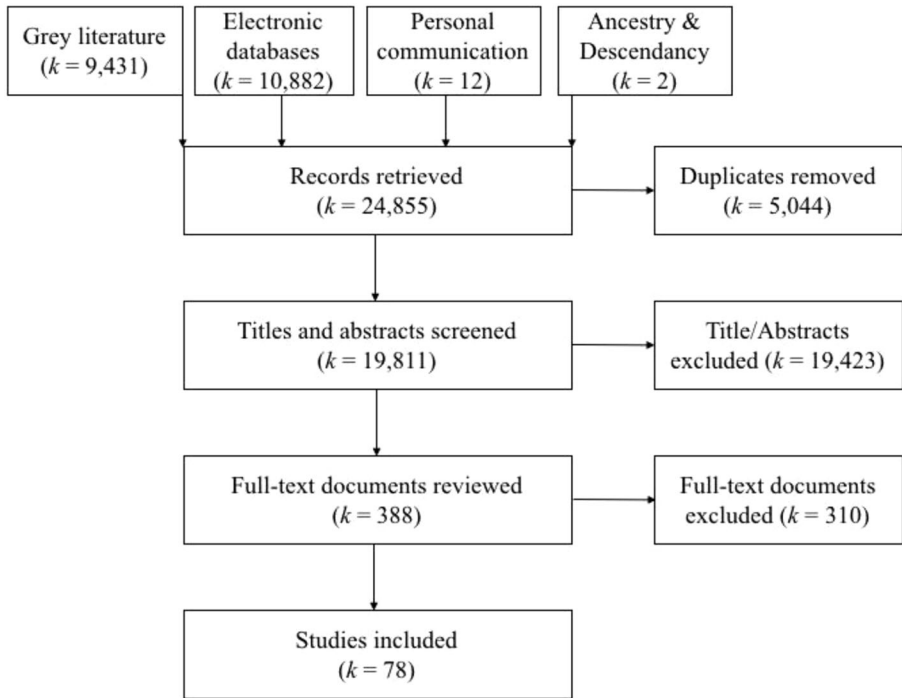 Grey literature
(k = 9,431)
Electronic
databases
(k = 10,882)
Personal
communication
(k = 12)
Ancestry &
Descendancy
(k = 2)
Records retrieved
(k = 24,855)
Duplicates removed
(k = 5,044)
Titles and abstracts screened
(k = 19,811)
Title/Abstracts
excluded (k = 19,423)
Full-text documents reviewed
(k = 388)
Full-text documents
excluded (k = 310)
Studies included
(k = 78)